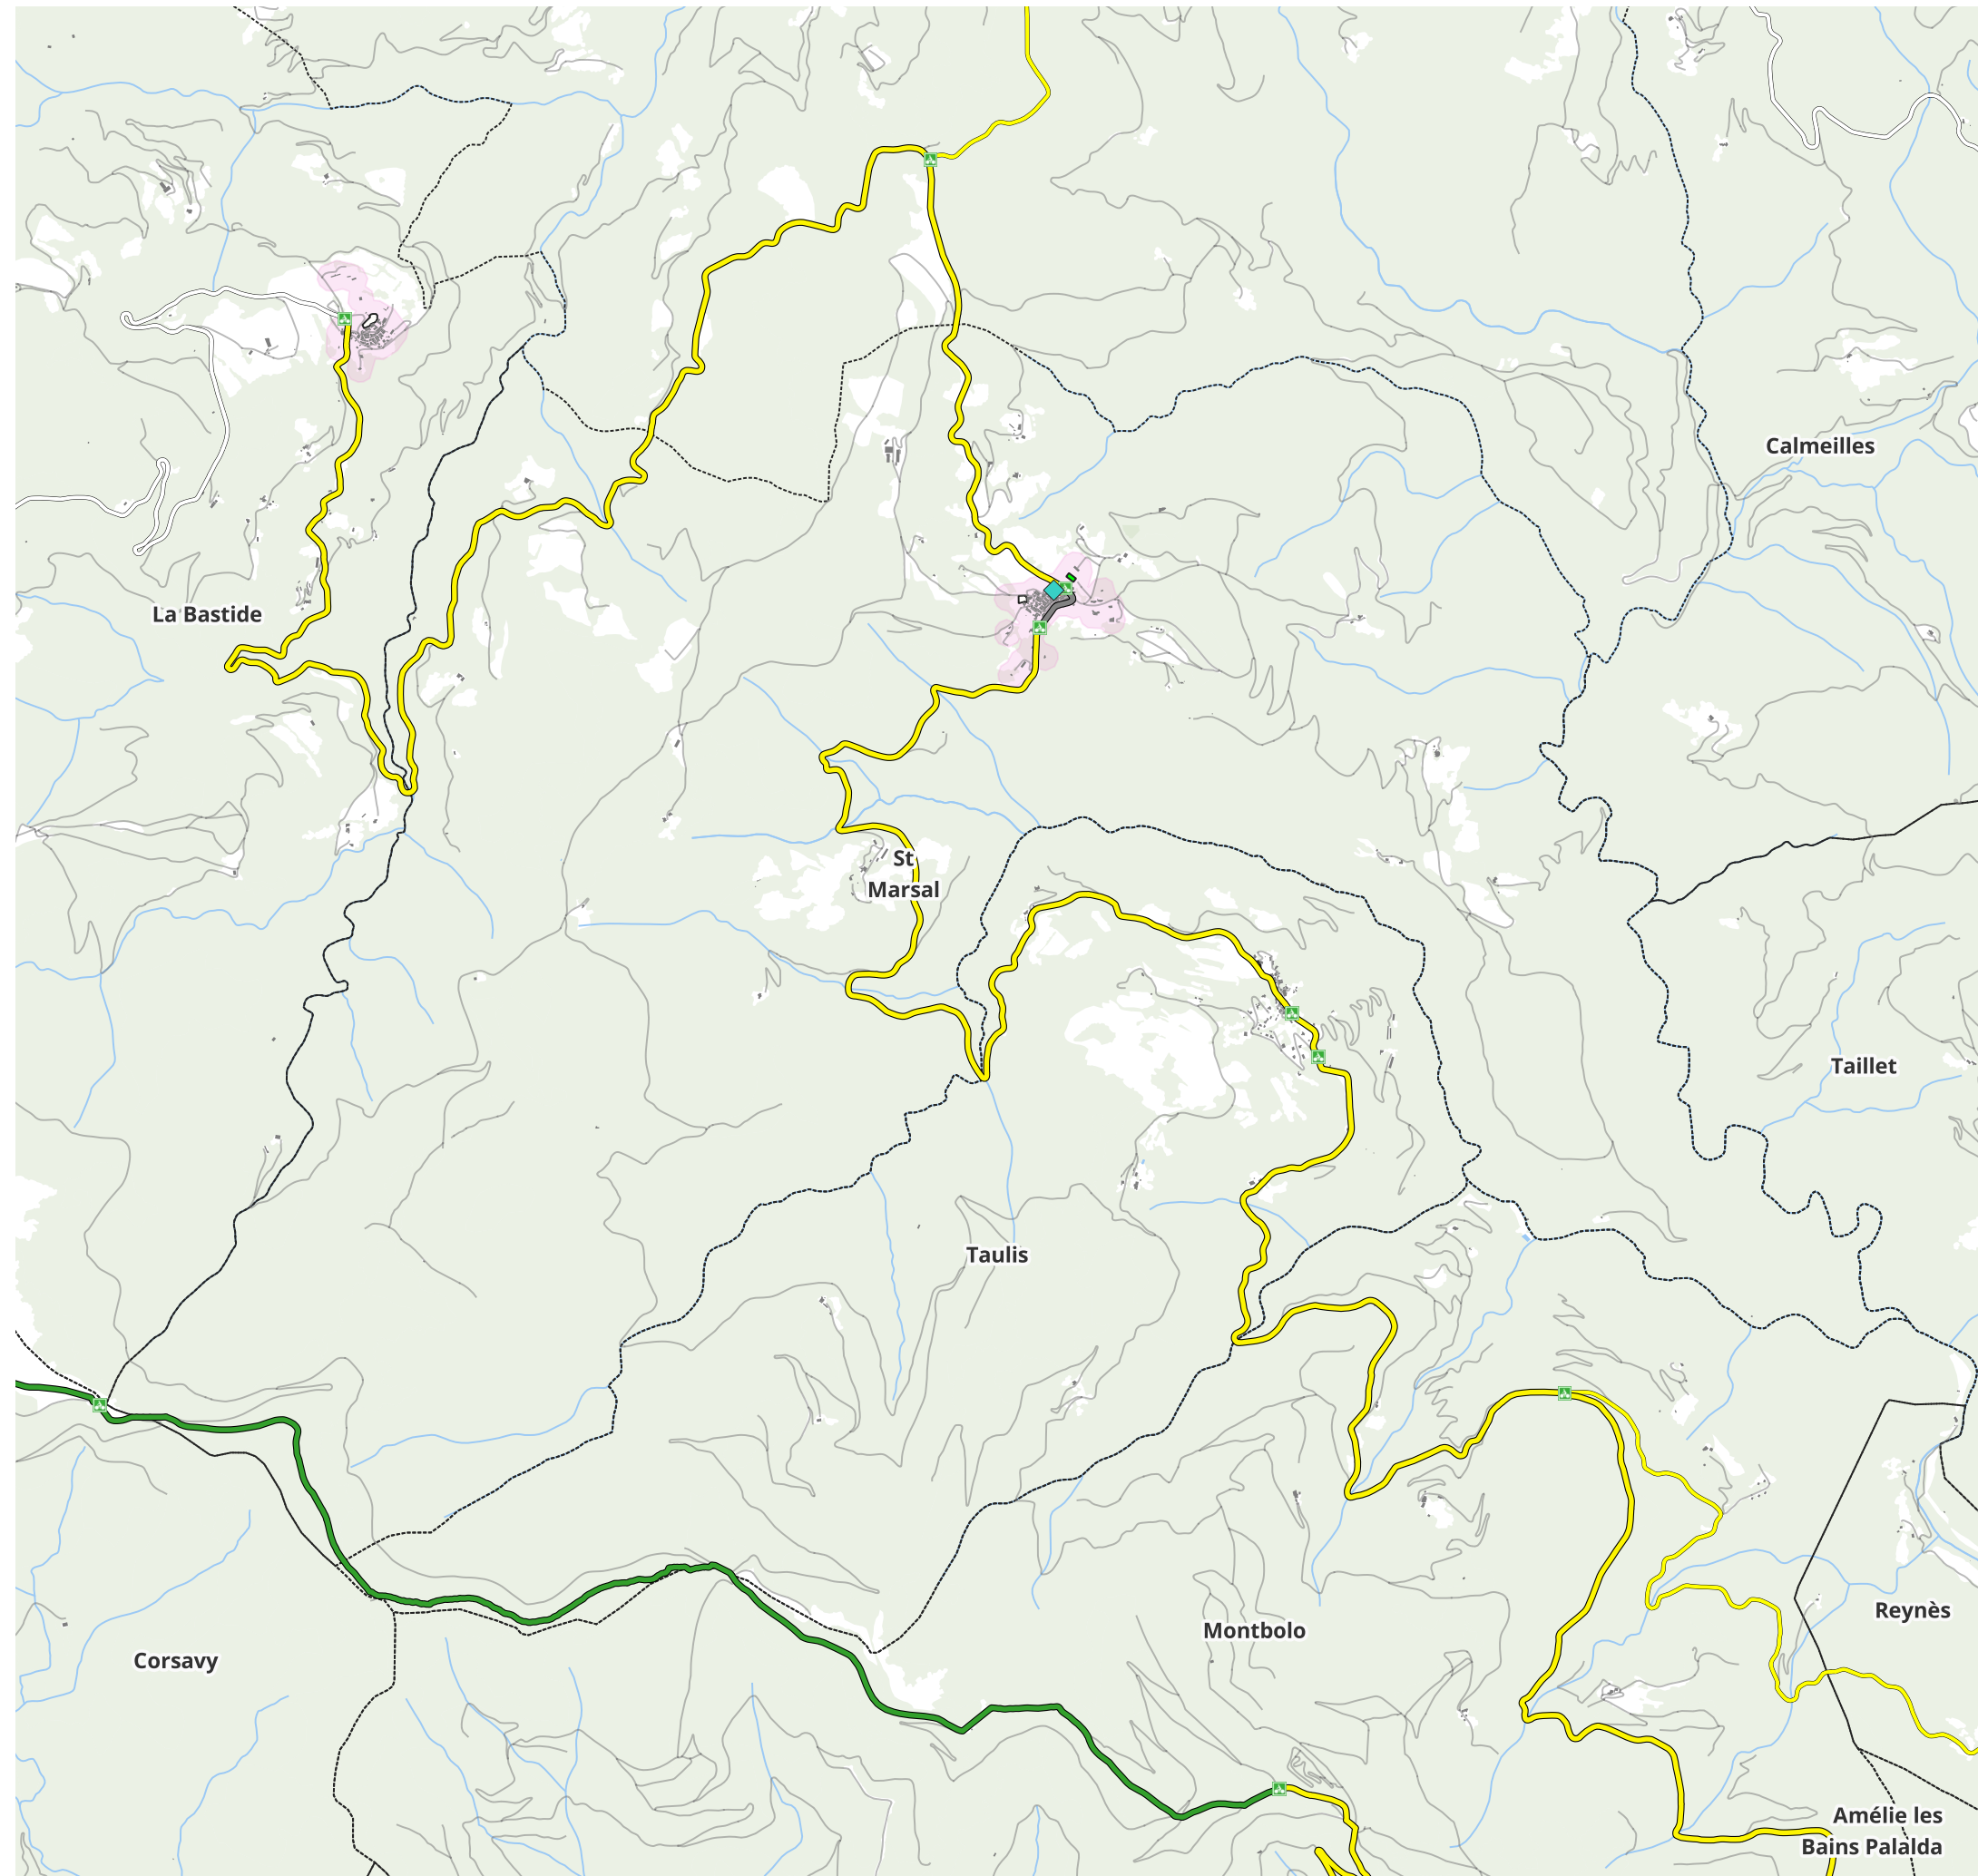 Calmeilles
La Bastide
St
Marsal
Taillet
Taulis
Reynès
Montbolo
Corsavy
Amélie les
Bains Palalda